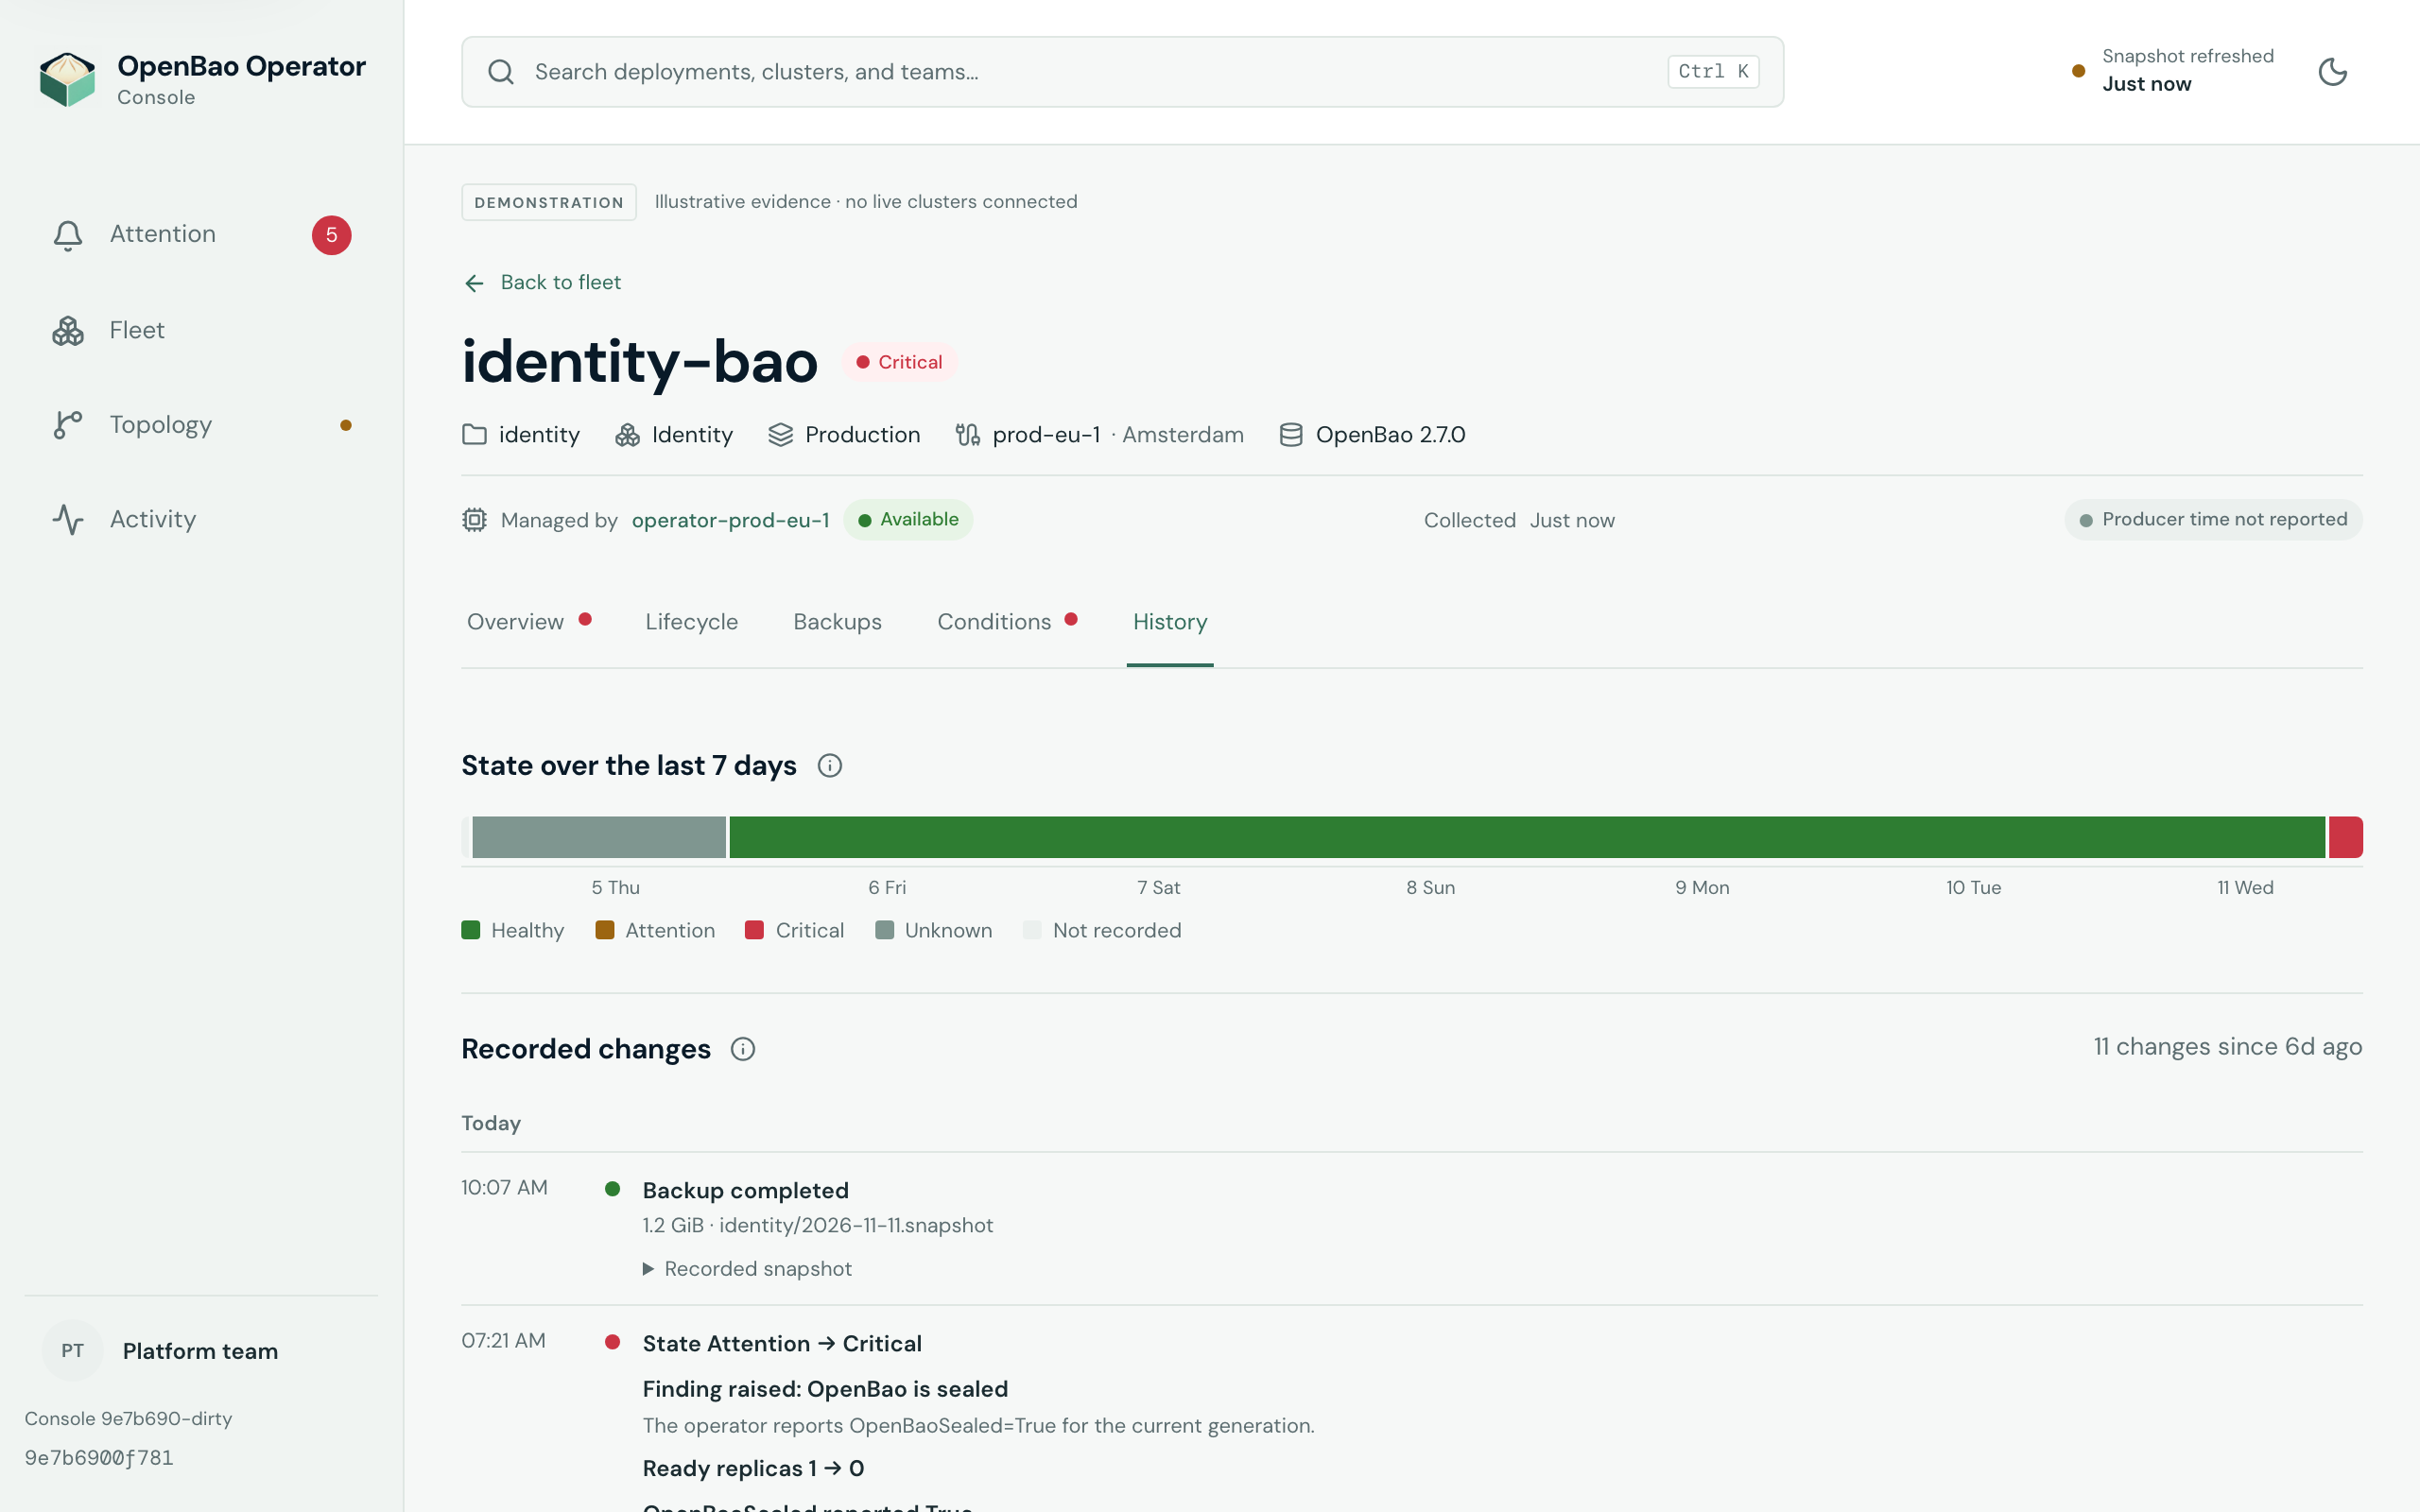 OpenBao Operator
Console
Search deployments, clusters, and teams...
Ctrl K
Snapshot refreshed
Just now
Attention
5
Fleet
Topology
Activity
DEMONSTRATION
Illustrative evidence · no live clusters connected
Back to fleet
identity-bao
Critical
identity
Identity
Production
prod-eu-1 · Amsterdam
OpenBao 2.7.0
Managed by operator-prod-eu-1
Available
Collected Just now
Producer time not reported
Overview
Lifecycle
Backups
Conditions
History
State over the last 7 days
5 Thu
6 Fri
7 Sat
8 Sun
9 Mon
10 Tue
11 Wed
Healthy
Attention
Critical
Unknown
Not recorded
Recorded changes
11 changes since 6d ago
Today
10:07 AM
Backup completed
1.2 GiB · identity/2026-11-11.snapshot
Recorded snapshot
07:21 AM
State Attention → Critical
Finding raised: OpenBao is sealed
The operator reports OpenBaoSealed=True for the current generation.
Ready replicas 1 → 0
OpenBaoSealed reported True
PT
Platform team
Console 9e7b690-dirty
9e7b6900f781